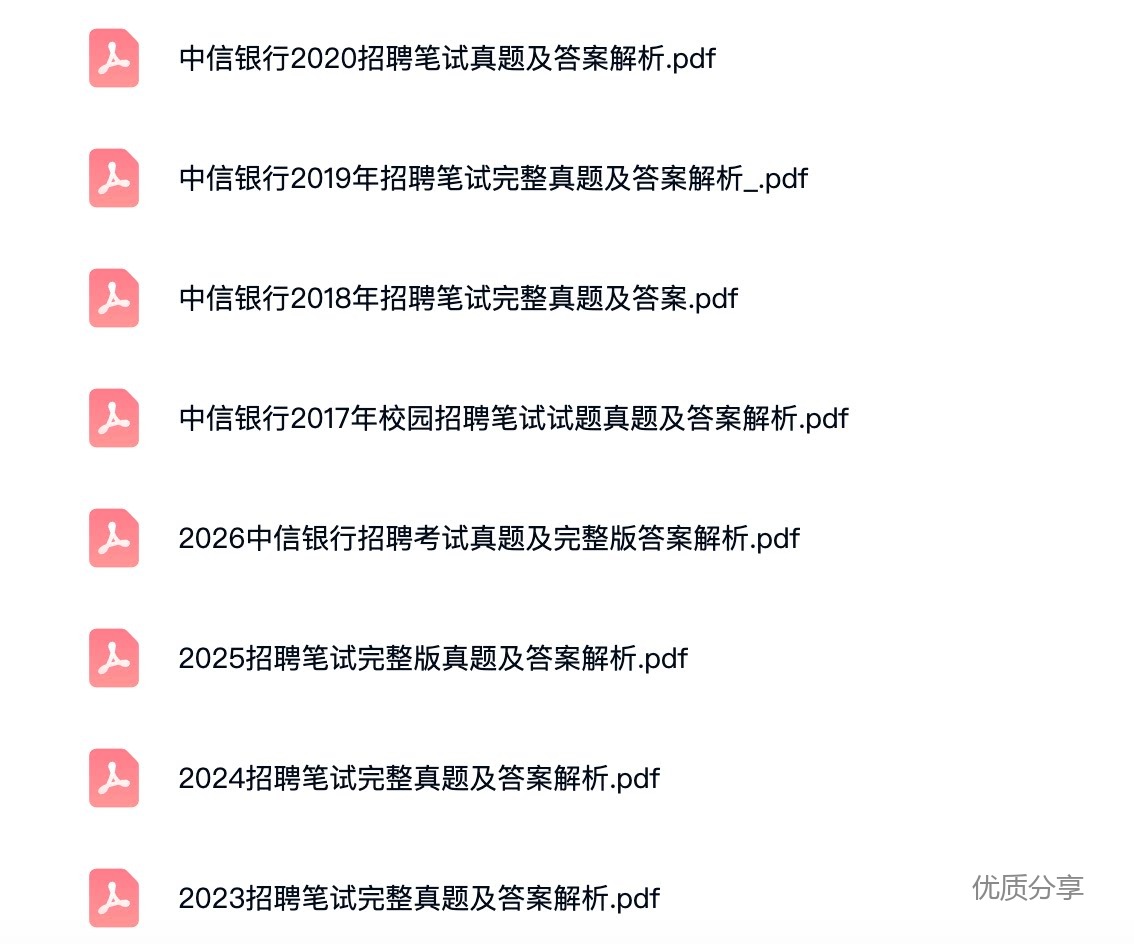 中信银行2020招聘笔试真题及答案解析.pdf
中信银行2019年招聘笔试完整真题及答案解析_.pdf
中信银行2018年招聘笔试完整真题及答案.pdf
中信银行2017年校园招聘笔试试题真题及答案解析.pdf
2026中信银行招聘考试真题及完整版答案解析.pdf
2025招聘笔试完整版真题及答案解析.pdf
2024招聘笔试完整真题及答案解析.pdf
2023招聘笔试完整真题及答案解析.pdf
优质分享